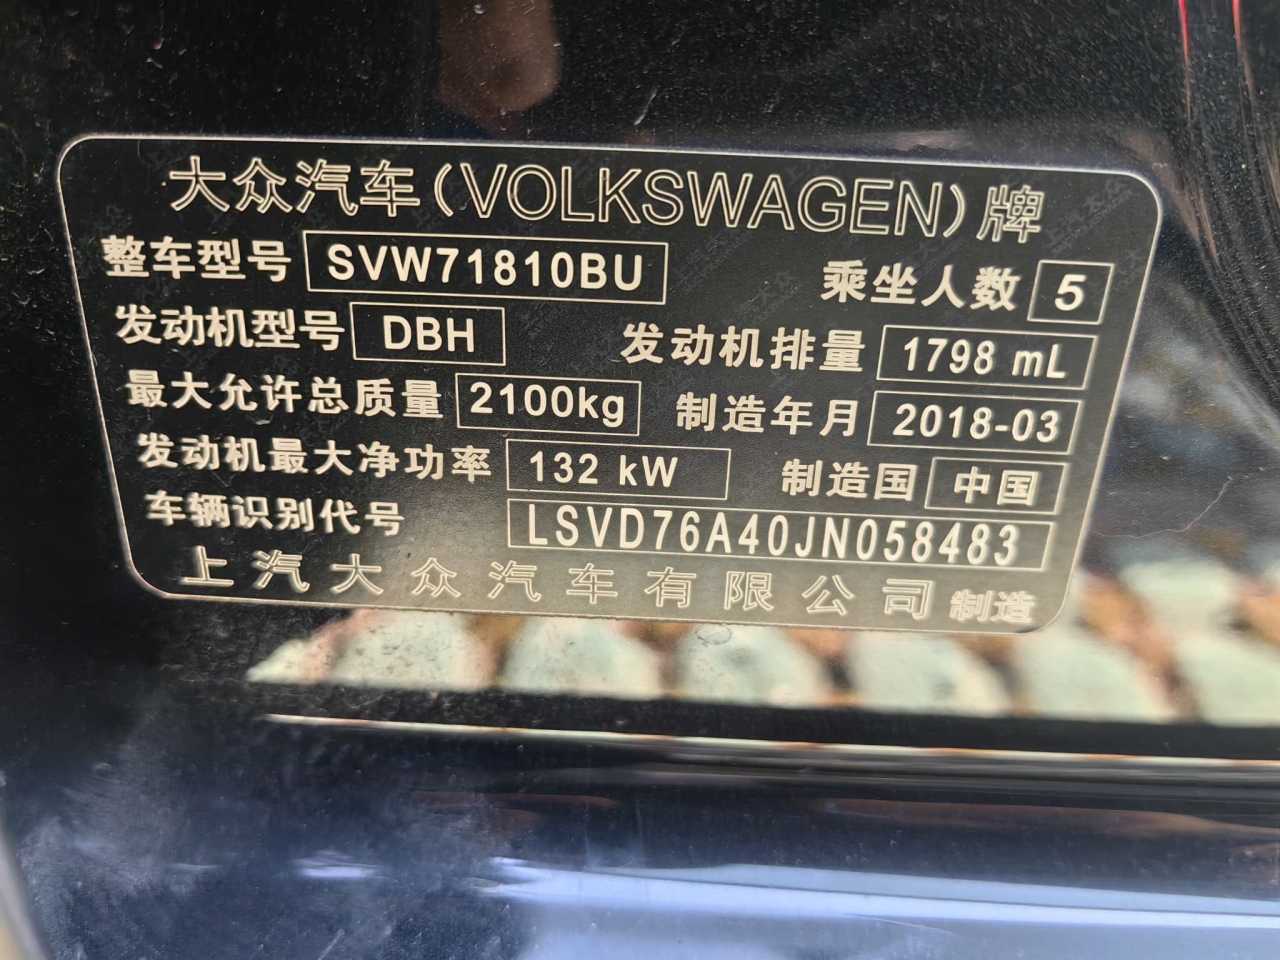 大众汽车(VOLKSWAGEN)牌
整车型号 SVW71810BU 乘坐人数 5
发动机型号 DBH 发动机排量 1798 mL
最大允许总质量 2100kg 制造年月 2018-03
发动机最大净功率 132 kW 制造国 中国
车辆识别代号 LSVD76A40JN058483
上汽大众汽车有限公司 制造